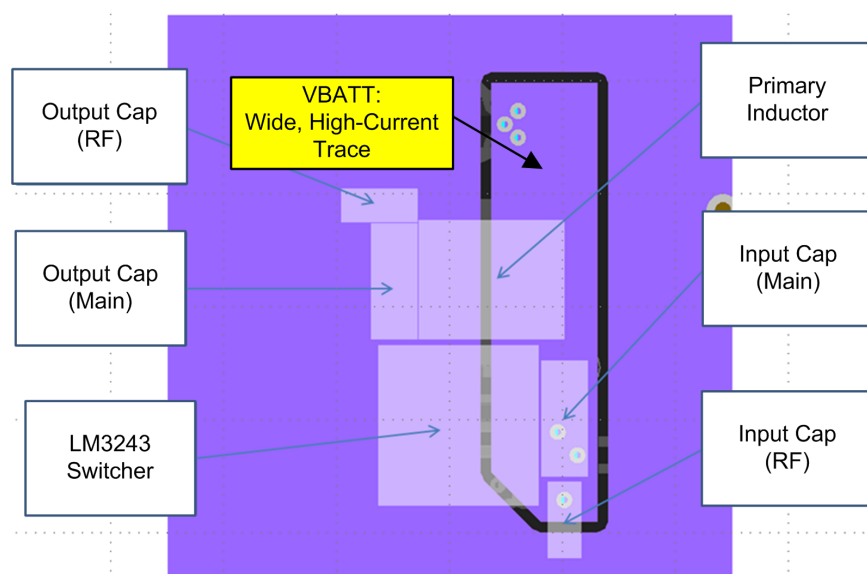 Output Cap
(RF)
VBATT:
Wide, High-Current
Trace
Primary
Inductor
Output Cap
(Main)
Input Cap
(Main)
LM3243
Switcher
Input Cap
(RF)